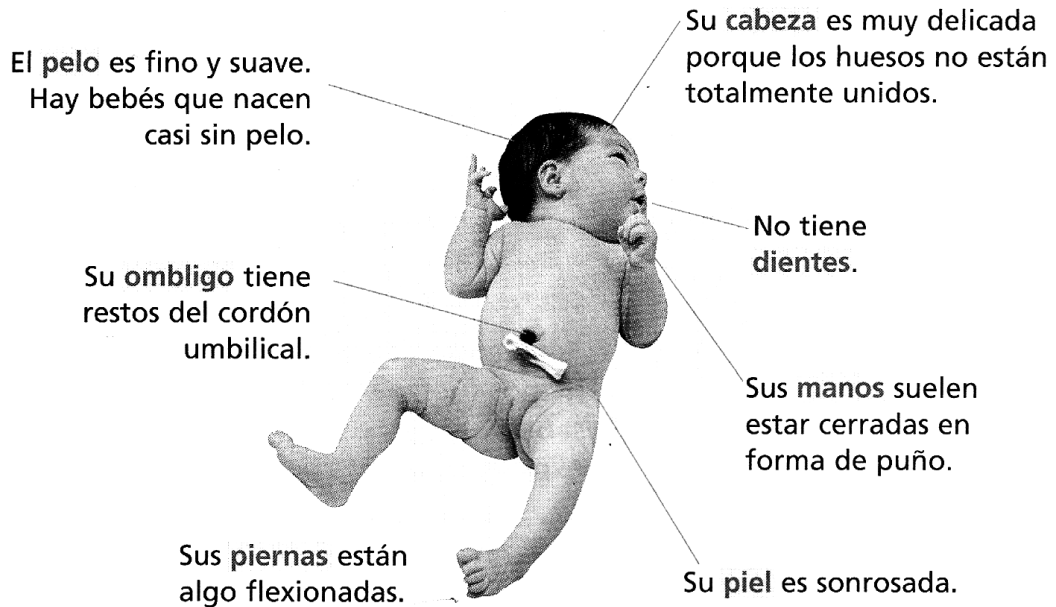 El pelo es fino y suave.
Hay bebés que nacen
casi sin pelo.
Su cabeza es muy delicada
porque los huesos no están
totalmente unidos.
No tiene
dientes.
Su ombligo tiene
restos del cordón
umbilical.
Sus manos suelen
estar cerradas en
forma de puño.
Sus piernas están
algo flexionadas.
Su piel es sonrosada.